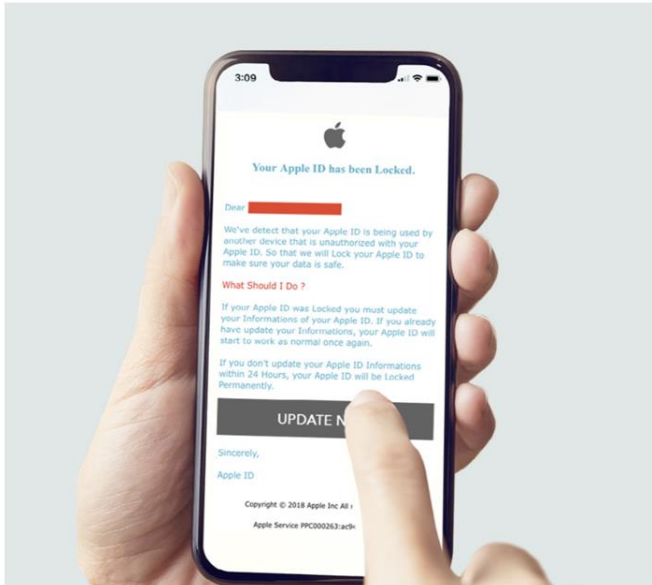 3:09
Your Apple ID has been Locked.
Dear
We've detect that your Apple ID is being used by
another device that is unauthorized with your
Apple ID. So that we will Lock your Apple ID to
make sure your data is safe.
What Should I Do ?
If your Apple ID was Locked you must update
your Informations of your Apple ID. If you already
have update your Informations, your Apple ID will
start to work as normal once again.
If you don't update your Apple ID Informations
within 24 Hours, your Apple ID will be Locked
Permanently.
UPDATE
Sincerely,
Apple ID
Copyright © 2018 Apple Inc All
Apple Service